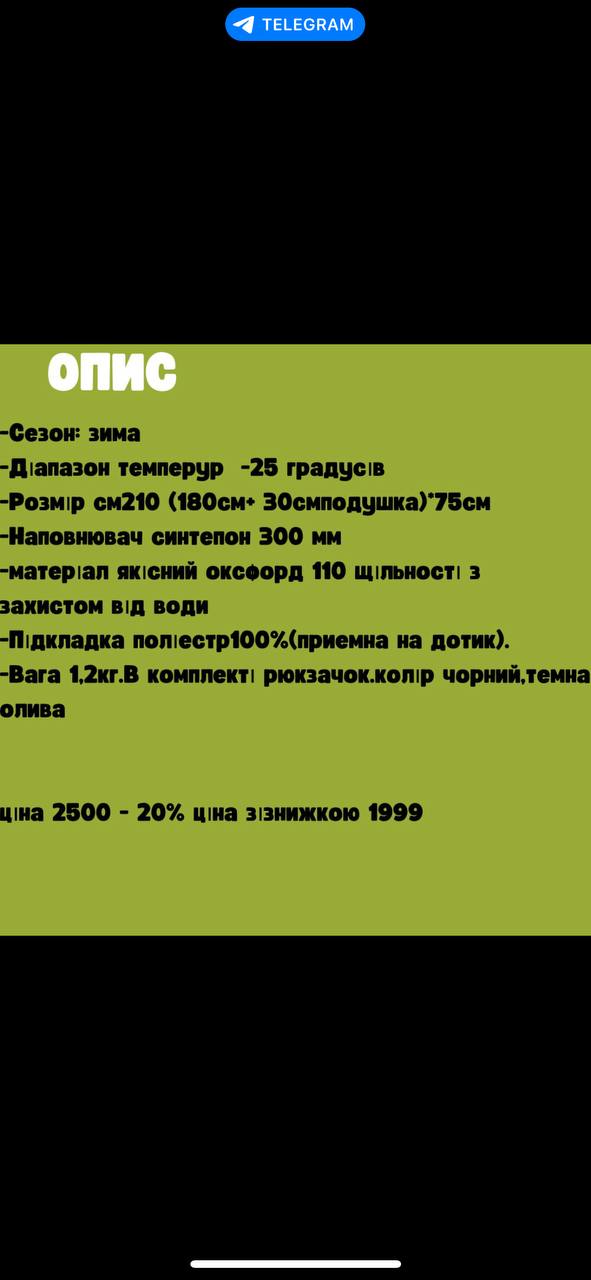 TELEGRAM
ОПИС
-Сезон: зима
-Діапазон темперур -25 градусів
-Розмір см210 (180см+ 30смподушка)*75см
-Наповнювач синтепон 300 мм
-матеріал якісний оксфорд 110 щільності з
захистом від води
-Підкладка поліестр100%(приемна на дотик).
-Вага 1,2кг.В комплекті рюкзачок.колір чорний,темна
олива
ціна 2500 - 20% ціна зізнижкою 1999